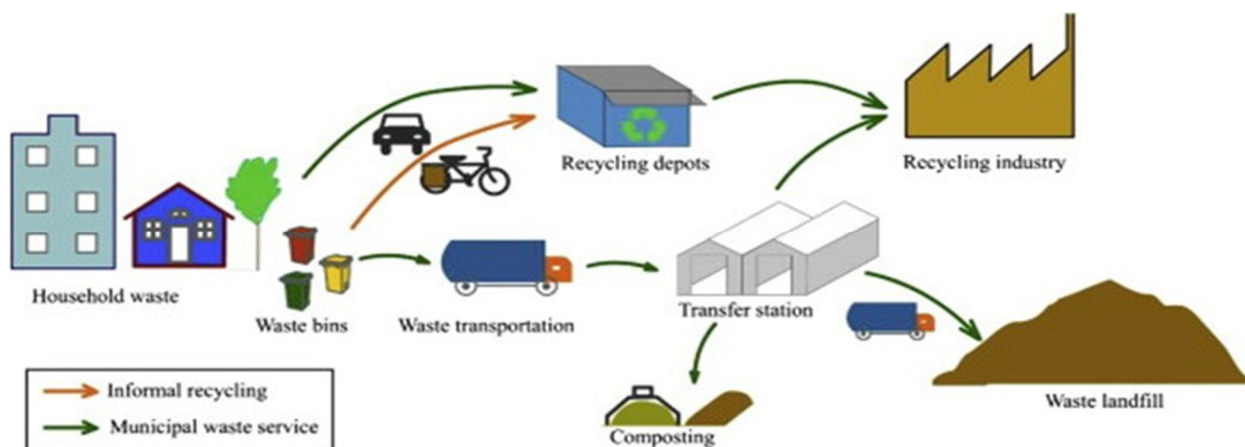 Household waste
Waste bins
Waste transportation
Recycling depots
Recycling industry
Transfer station
Composting
Waste landfill
Informal recycling
Municipal waste service